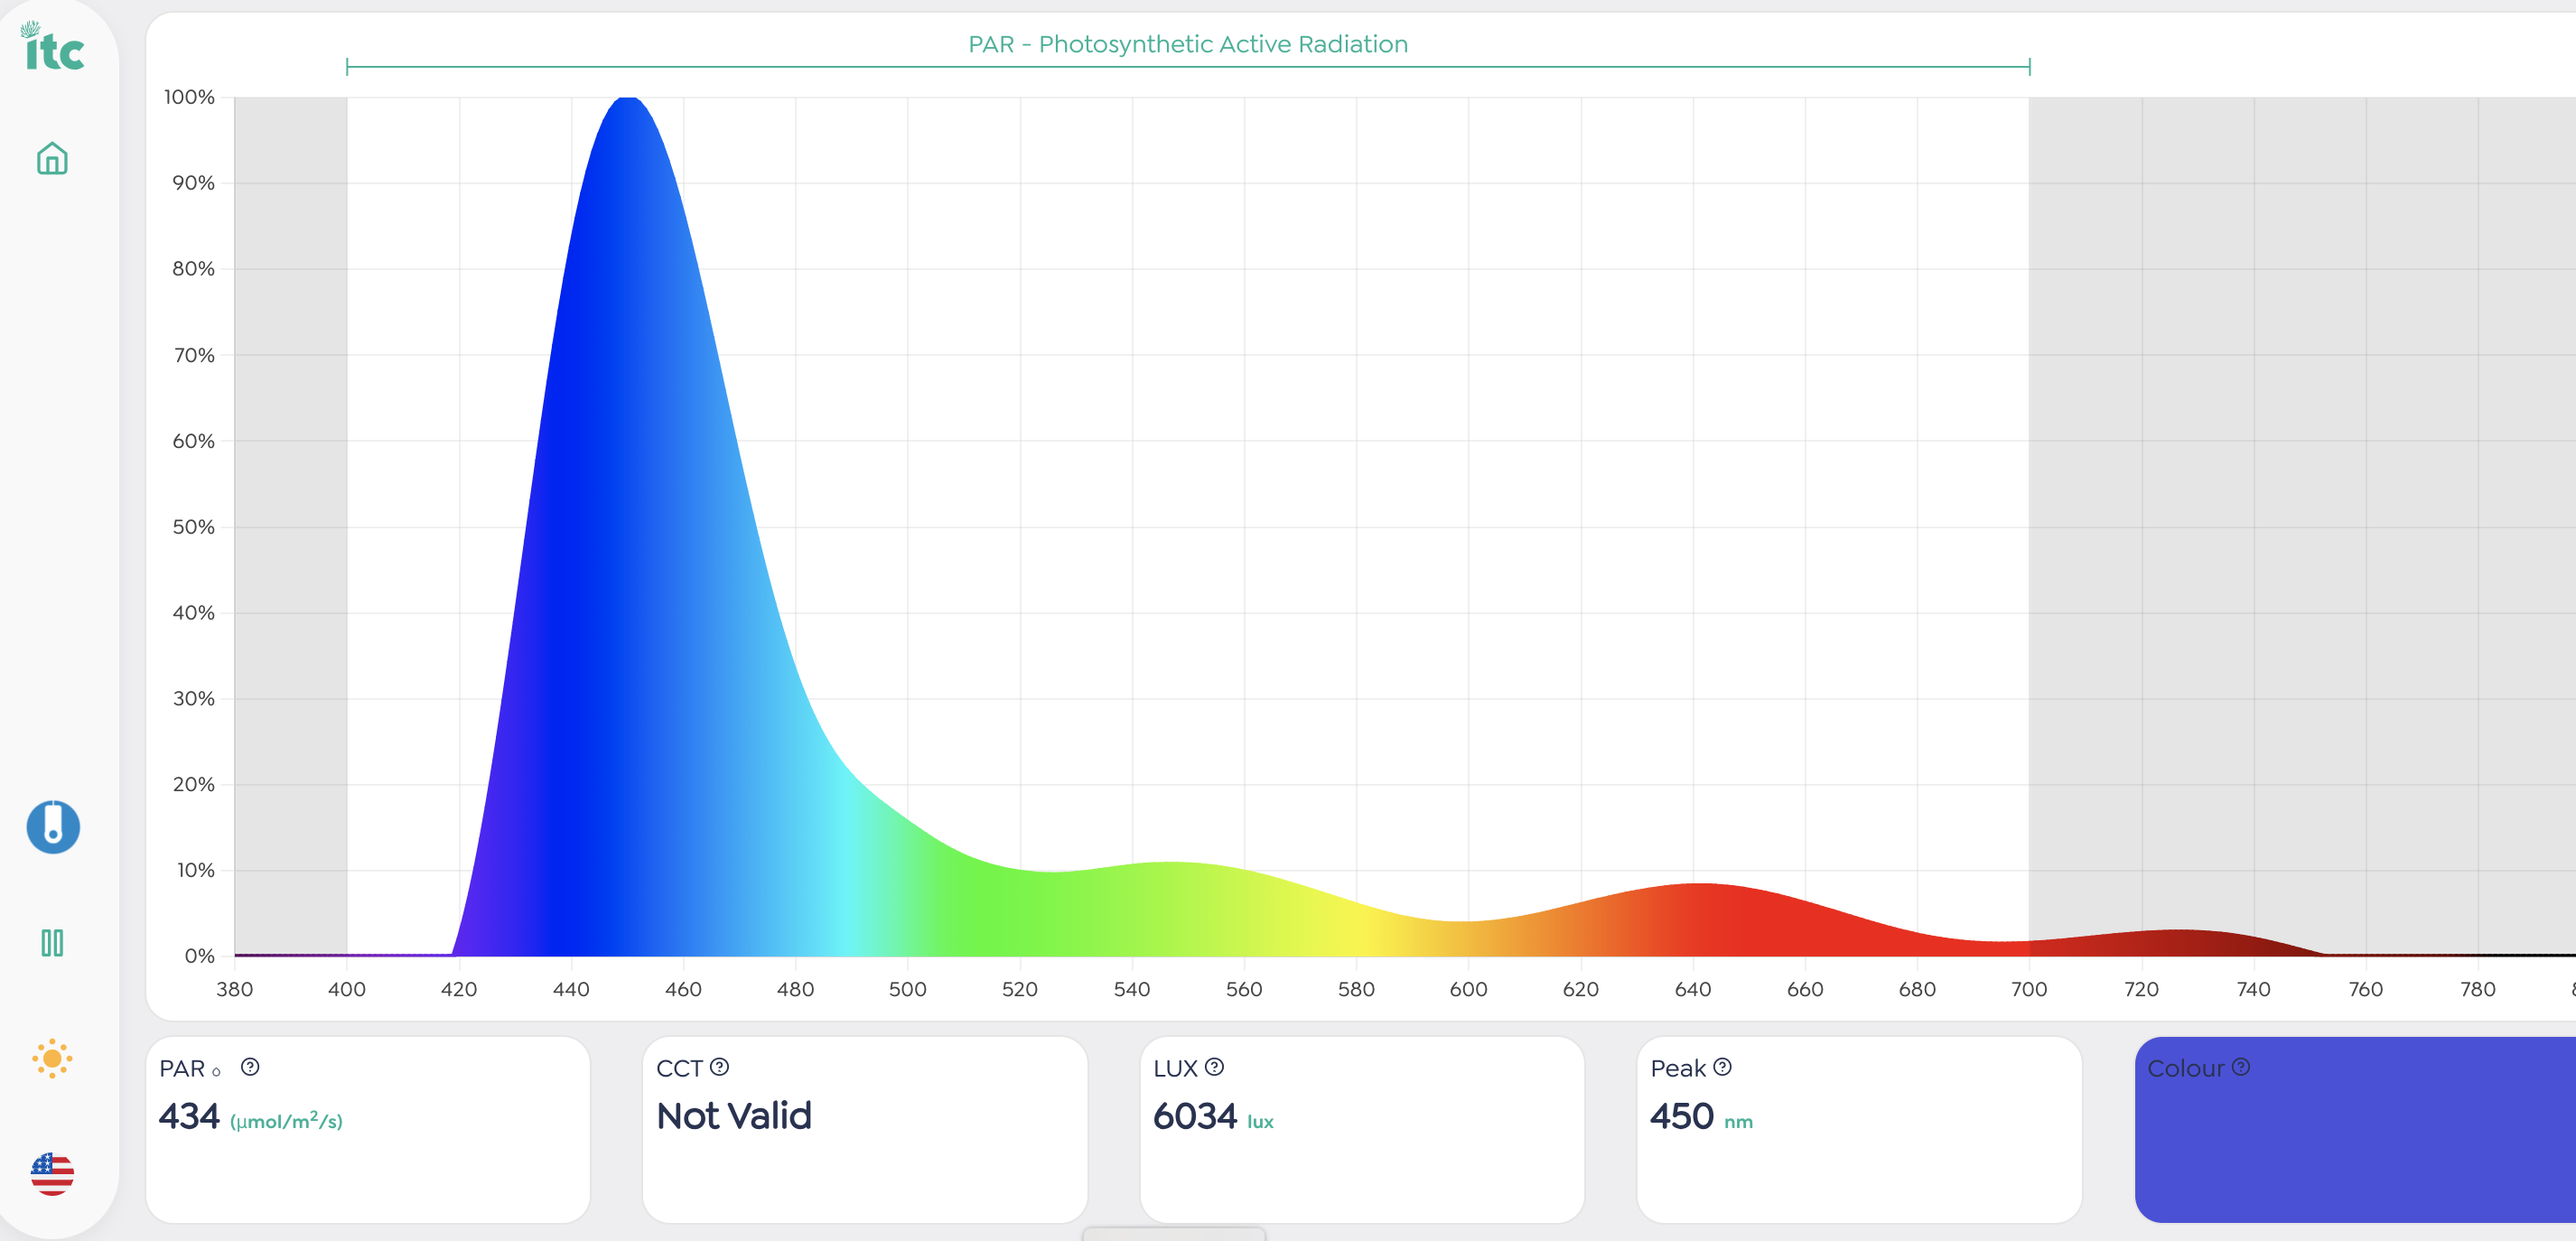 itc
PAR - Photosynthetic Active Radiation
100%
90%
80%
70%
60%
50%
40%
30%
20%
10%
0%
380 400 420 440 460 480 500 520 540 560 580 600 620 640 660 680 700 720 740 760 780
PAR
434 (μmol/m²/s)
CCT
Not Valid
LUX
6034 lux
Peak
450 nm
Colour